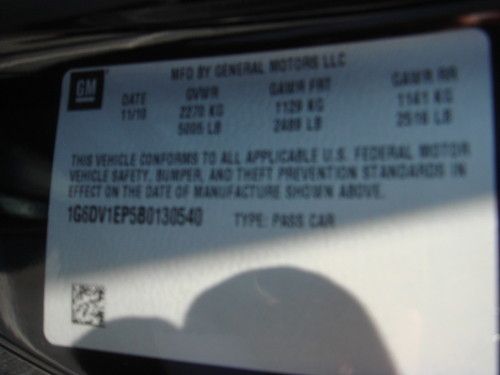 GM
MFD BY GENERAL MOTORS LLC
DATE GVWR GAWR FRT GAWR RR
11/10 2270 KG 1129 KG 1141 KG
5005 LB 2489 LB 2516 LB
THIS VEHICLE CONFORMS TO ALL APPLICABLE U.S. FEDERAL MOTOR
VEHICLE SAFETY, BUMPER, AND THEFT PREVENTION STANDARDS IN
EFFECT ON THE DATE OF MANUFACTURE SHOWN ABOVE.
1G6DV1EP5B0130540 TYPE: PASS CAR